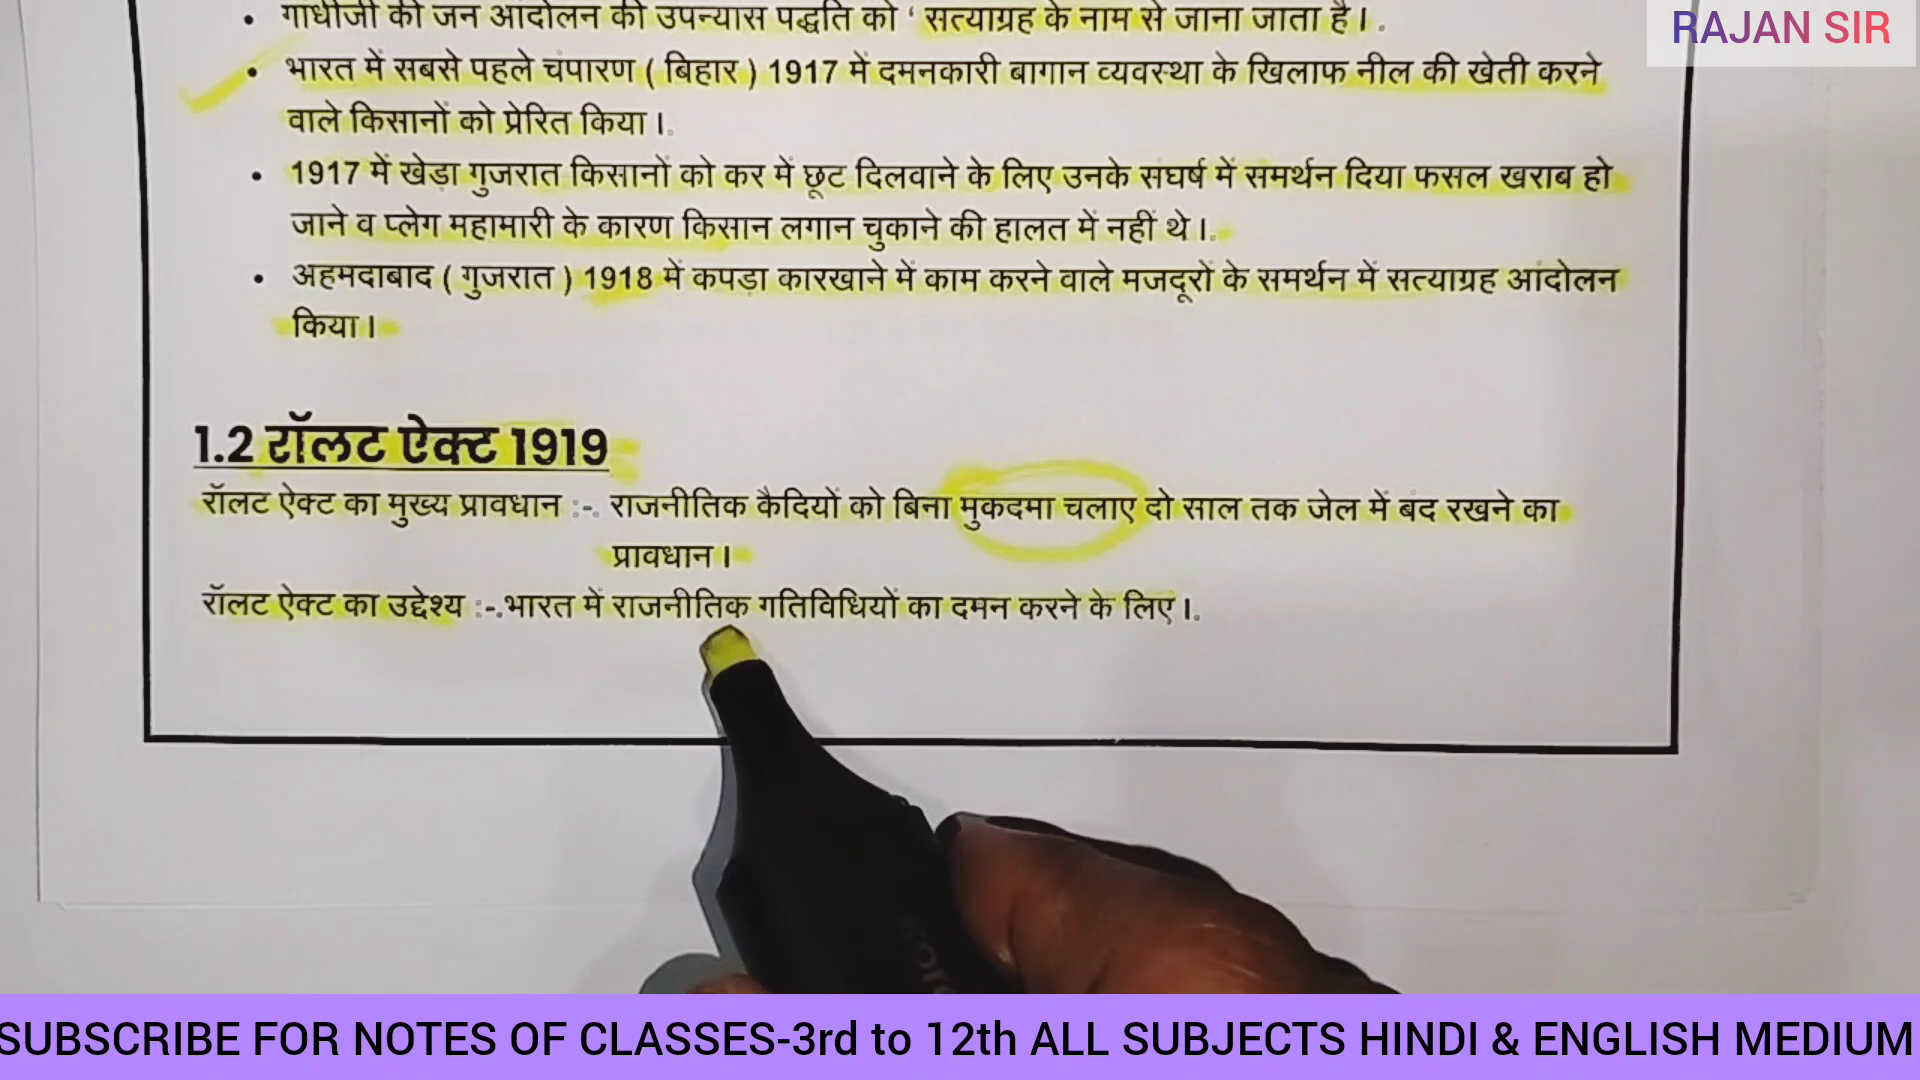 RAJAN SIR
• गांधीजी की जन आंदोलन की उपन्यास पद्धति को ' सत्याग्रह के नाम से जाना जाता है। .
• भारत में सबसे पहले चंपारण ( बिहार ) 1917 में दमनकारी बागान व्यवस्था के खिलाफ नील की खेती करने
वाले किसानों को प्रेरित किया।.
• 1917 में खेड़ा गुजरात किसानों को कर में छूट दिलवाने के लिए उनके संघर्ष में समर्थन दिया फसल खराब हो
जाने व प्लेग महामारी के कारण किसान लगान चुकाने की हालत में नहीं थे।.
• अहमदाबाद ( गुजरात ) 1918 में कपड़ा कारखाने में काम करने वाले मजदूरों के समर्थन में सत्याग्रह आंदोलन
किया।
1.2 रॉलट ऐक्ट 1919
रॉलट ऐक्ट का मुख्य प्रावधान :-. राजनीतिक कैदियों को बिना मुकदमा चलाए दो साल तक जेल में बंद रखने का
प्रावधान।
रॉलट ऐक्ट का उद्देश्य :-.भारत में राजनीतिक गतिविधियों का दमन करने के लिए।.
SUBSCRIBE FOR NOTES OF CLASSES-3rd to 12th ALL SUBJECTS HINDI & ENGLISH MEDIUM